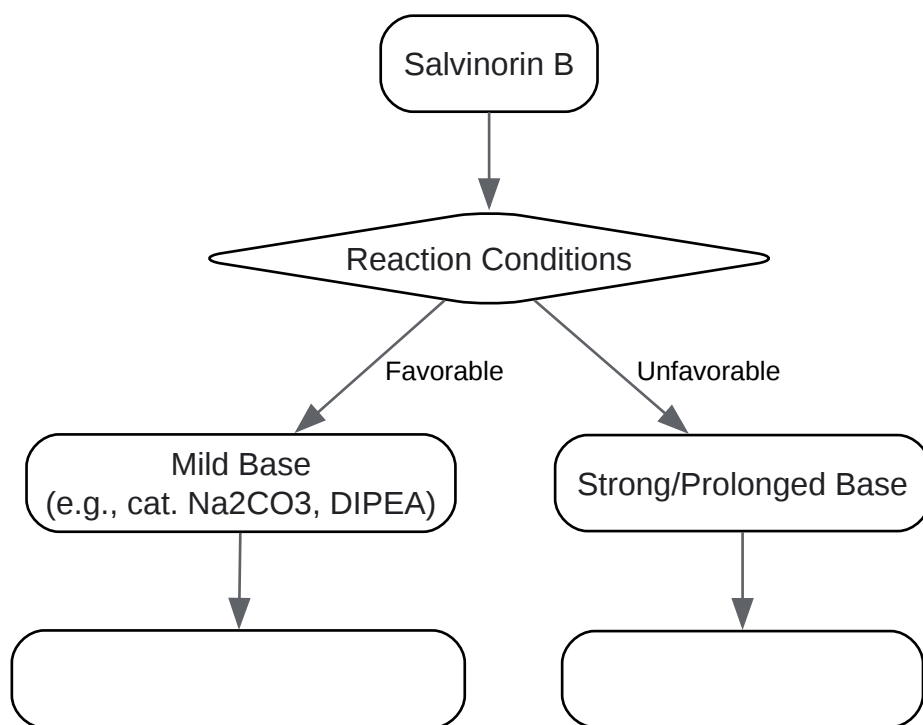 Salvinorin B
Reaction Conditions
Favorable
Unfavorable
Mild Base
(e.g., cat. Na2CO3, DIPEA)
Strong/Prolonged Base